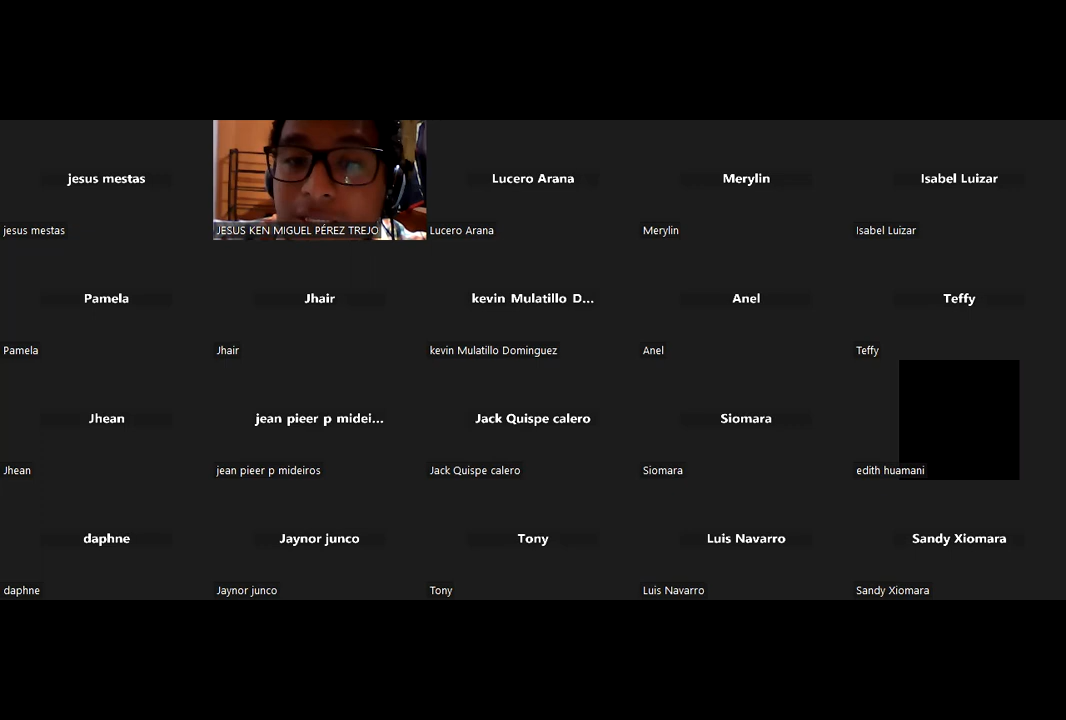 jesus mestas
jesus mestas
JESUS KEN MIGUEL PÉREZ TREJO
Lucero Arana
Lucero Arana
Merylin
Merylin
Isabel Luizar
Isabel Luizar
Pamela
Pamela
Jhair
Jhair
kevin Mulatillo D...
kevin Mulatillo Dominguez
Anel
Anel
Teffy
Teffy
Jhean
Jhean
jean pieer p midei...
jean pieer p mideiros
Jack Quispe calero
Jack Quispe calero
Siomara
Siomara
edith huamani
daphne
daphne
Jaynor junco
Jaynor junco
Tony
Tony
Luis Navarro
Luis Navarro
Sandy Xiomara
Sandy Xiomara